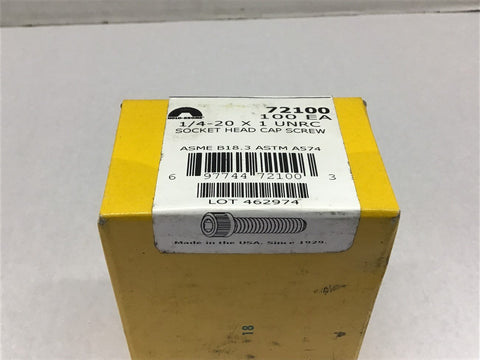 72100
100 EA
1/4-20 X 1 UNRC
SOCKET HEAD CAP SCREW
ASME B18.3 ASTM A574
6 97744 72100 3
LOT 462974
Made in the USA. Since 1929.
18
A